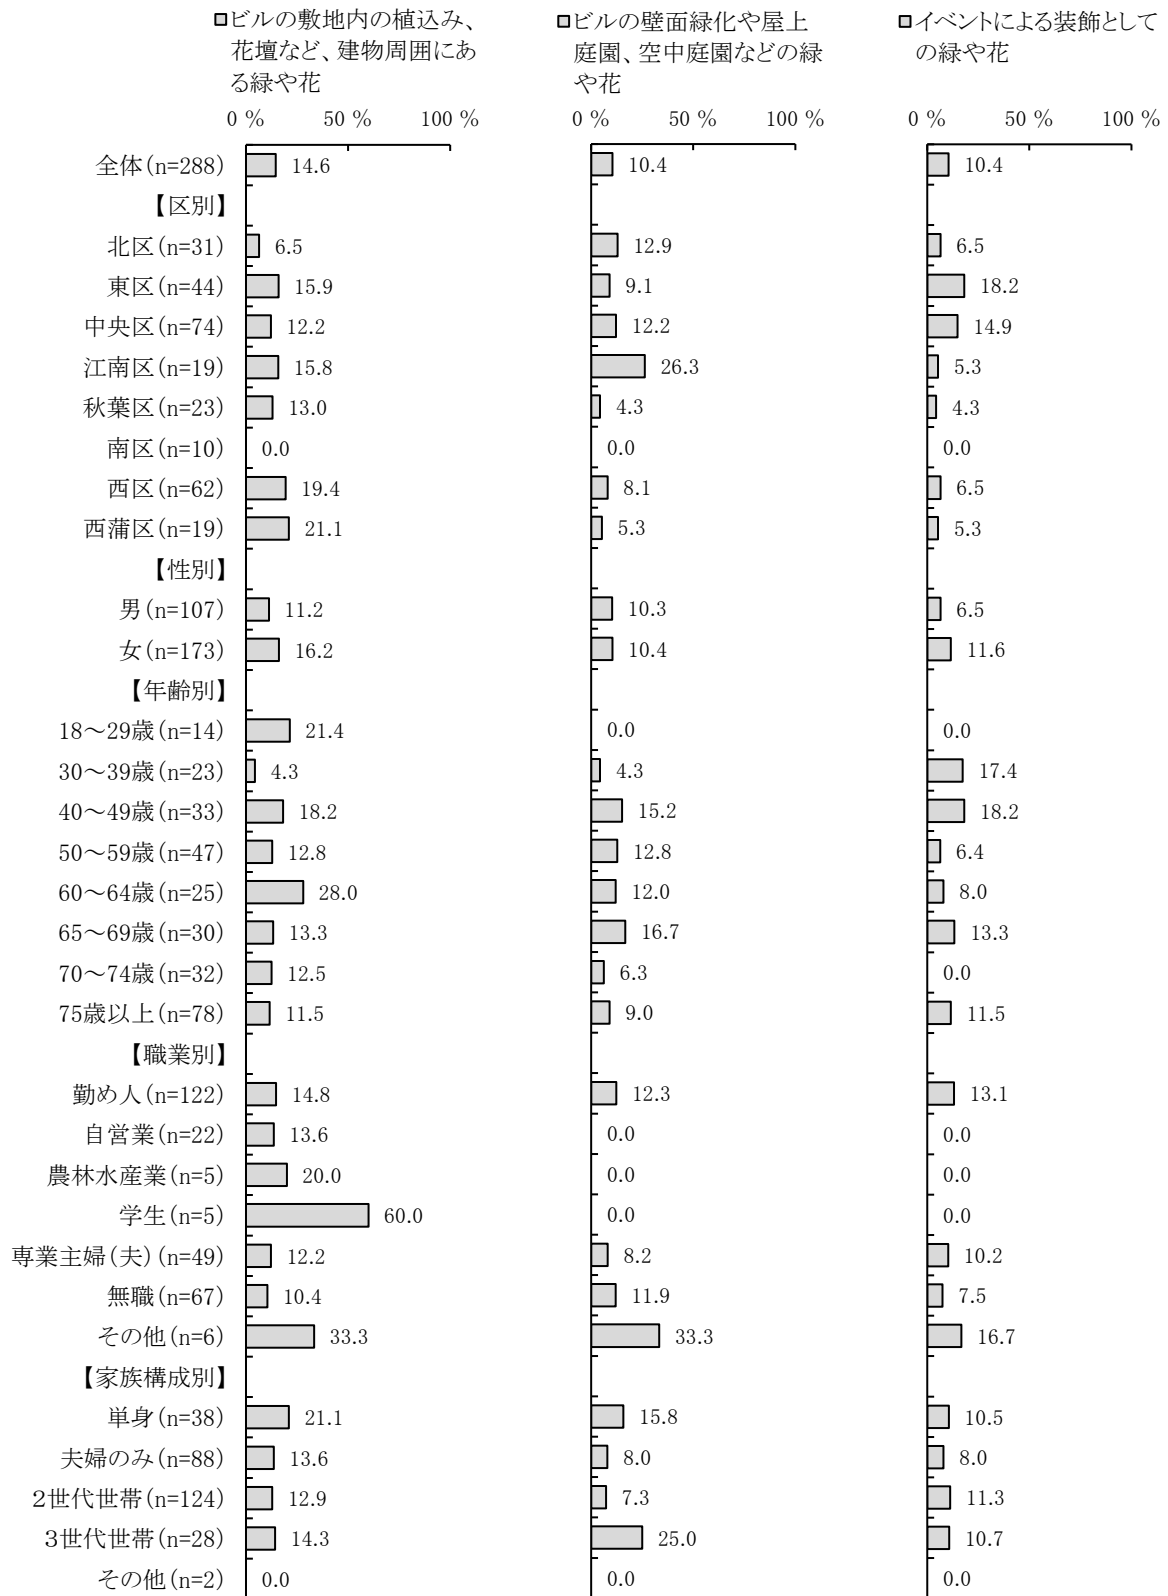 ビルの敷地内の植込み、
花壇など、建物周囲にあ
る緑や花
ビルの壁面緑化や屋上
庭園、空中庭園などの緑
や花
イベントによる装飾として
の緑や花
0 % 50 % 100 % 0 % 50 % 100 % 0 % 50 % 100 %
全体(n=288) 14.6 10.4 10.4
【区別】
北区(n=31) 6.5 12.9 6.5
東区(n=44) 15.9 9.1 18.2
中央区(n=74) 12.2 12.2 14.9
江南区(n=19) 15.8 26.3 5.3
秋葉区(n=23) 13.0 4.3 4.3
南区(n=10) 0.0 0.0 0.0
西区(n=62) 19.4 8.1 6.5
西蒲区(n=19) 21.1 5.3 5.3
【性別】
男(n=107) 11.2 10.3 6.5
女(n=173) 16.2 10.4 11.6
【年齢別】
18～29歳(n=14) 21.4 0.0 0.0
30～39歳(n=23) 4.3 4.3 17.4
40～49歳(n=33) 18.2 15.2 18.2
50～59歳(n=47) 12.8 12.8 6.4
60～64歳(n=25) 28.0 12.0 8.0
65～69歳(n=30) 13.3 16.7 13.3
70～74歳(n=32) 12.5 6.3 0.0
75歳以上(n=78) 11.5 9.0 11.5
【職業別】
勤め人(n=122) 14.8 12.3 13.1
自営業(n=22) 13.6 0.0 0.0
農林水産業(n=5) 20.0 0.0 0.0
学生(n=5) 60.0 0.0 0.0
専業主婦(夫)(n=49) 12.2 8.2 10.2
無職(n=67) 10.4 11.9 7.5
その他(n=6) 33.3 33.3 16.7
【家族構成別】
単身(n=38) 21.1 15.8 10.5
夫婦のみ(n=88) 13.6 8.0 8.0
2世代世帯(n=124) 12.9 7.3 11.3
3世代世帯(n=28) 14.3 25.0 10.7
その他(n=2) 0.0 0.0 0.0